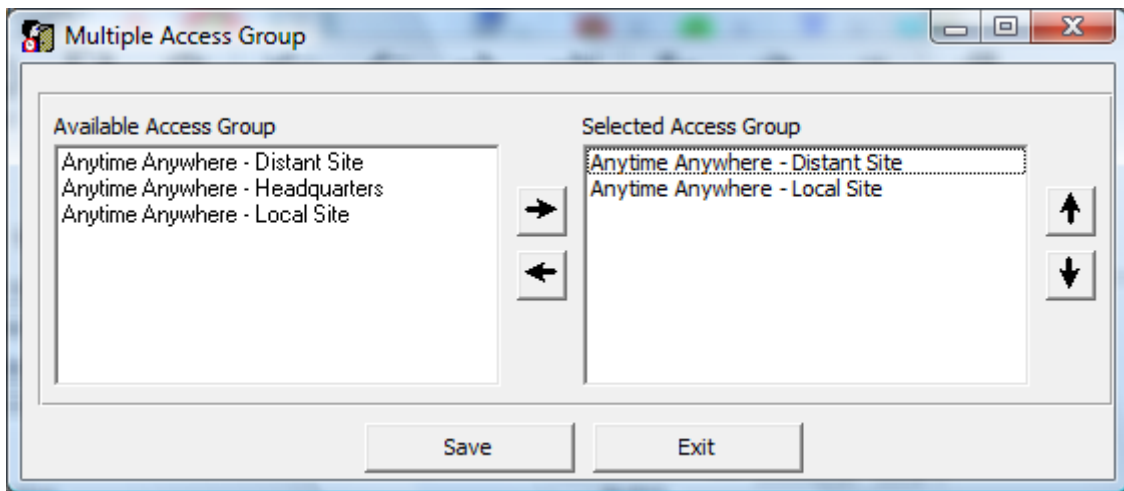 Multiple Access Group
Available Access Group
Anytime Anywhere - Distant Site
Anytime Anywhere - Headquarters
Anytime Anywhere - Local Site
Selected Access Group
Anytime Anywhere - Distant Site
Anytime Anywhere - Local Site
Save
Exit